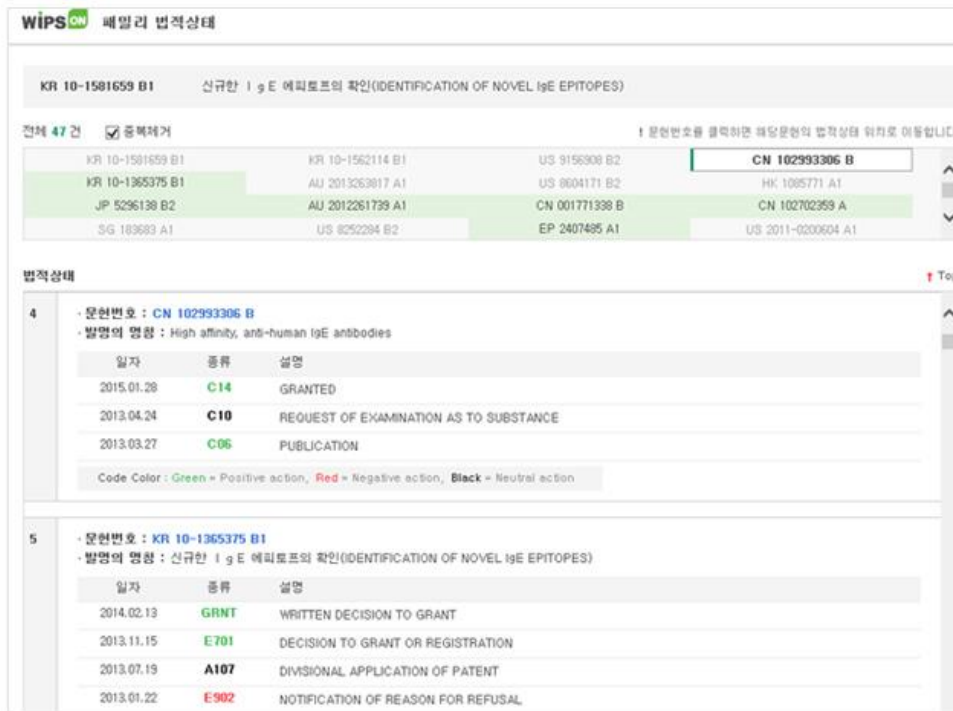 WIPS ON 패밀리 법적상태
KR 10-1581659 B1 신규한 I g E 에피토프의 확인(IDENTIFICATION OF NOVEL IgE EPITOPES)
전체 47 건 중복제거 ! 문헌번호를 클릭하면 해당문헌의 법적상태 위치로 이동합니다
KR 10-1581659 B1 KR 10-1562114 B1 US 9156908 B2 CN 102993306 B
KR 10-1365375 B1 AU 2013263817 A1 US 8604171 B2 HK 1085771 A1
JP 5296138 B2 AU 2012261739 A1 CN 001771338 B CN 102702359 A
SG 183683 A1 US 8252284 B2 EP 2407485 A1 US 2011-0200604 A1
법적상태 ↑ Top
4 · 문헌번호 : CN 102993306 B
· 발명의 명칭 : High affinity, anti-human IgE antibodies
일자 종류 설명
2015.01.28 C14 GRANTED
2013.04.24 C10 REQUEST OF EXAMINATION AS TO SUBSTANCE
2013.03.27 C06 PUBLICATION
Code Color : Green = Positive action, Red = Negative action, Black = Neutral action
5 · 문헌번호 : KR 10-1365375 B1
· 발명의 명칭 : 신규한 I g E 에피토프의 확인(IDENTIFICATION OF NOVEL IgE EPITOPES)
일자 종류 설명
2014.02.13 GRNT WRITTEN DECISION TO GRANT
2013.11.15 E701 DECISION TO GRANT OR REGISTRATION
2013.07.19 A107 DIVISIONAL APPLICATION OF PATENT
2013.01.22 E902 NOTIFICATION OF REASON FOR REFUSAL